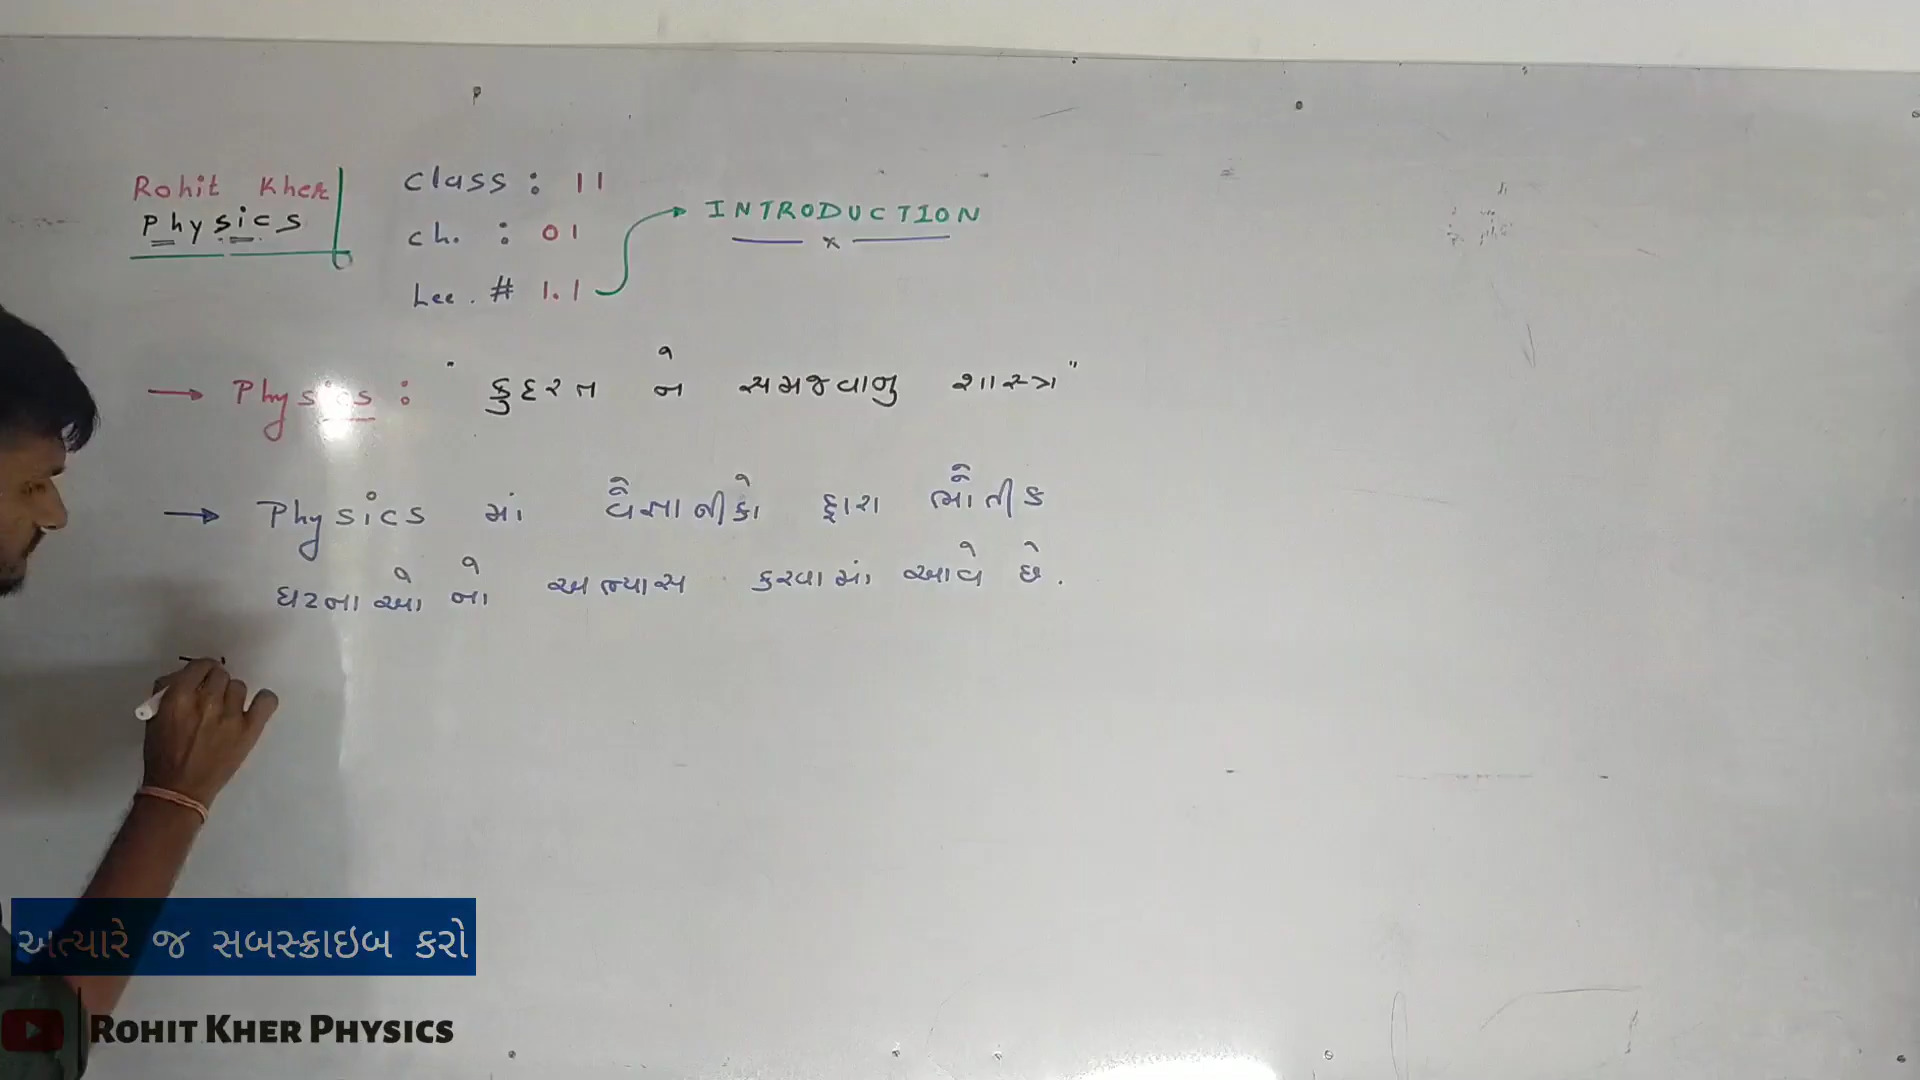 Rohit Kher
Physics
class : 11
ch. : 01
Lec. # 1.1
INTRODUCTION
→ Physics : "કુદરત ને સમજવાનુ શાસ્ત્ર"
→ Physics માં વૈજ્ઞાનીકો દ્વારા ભૌતીક
ઘટનાઓ નો અભ્યાસ કરવામાં આવે છે.
અત્યારે જ સબસ્ક્રાઇબ કરો
ROHIT KHER PHYSICS